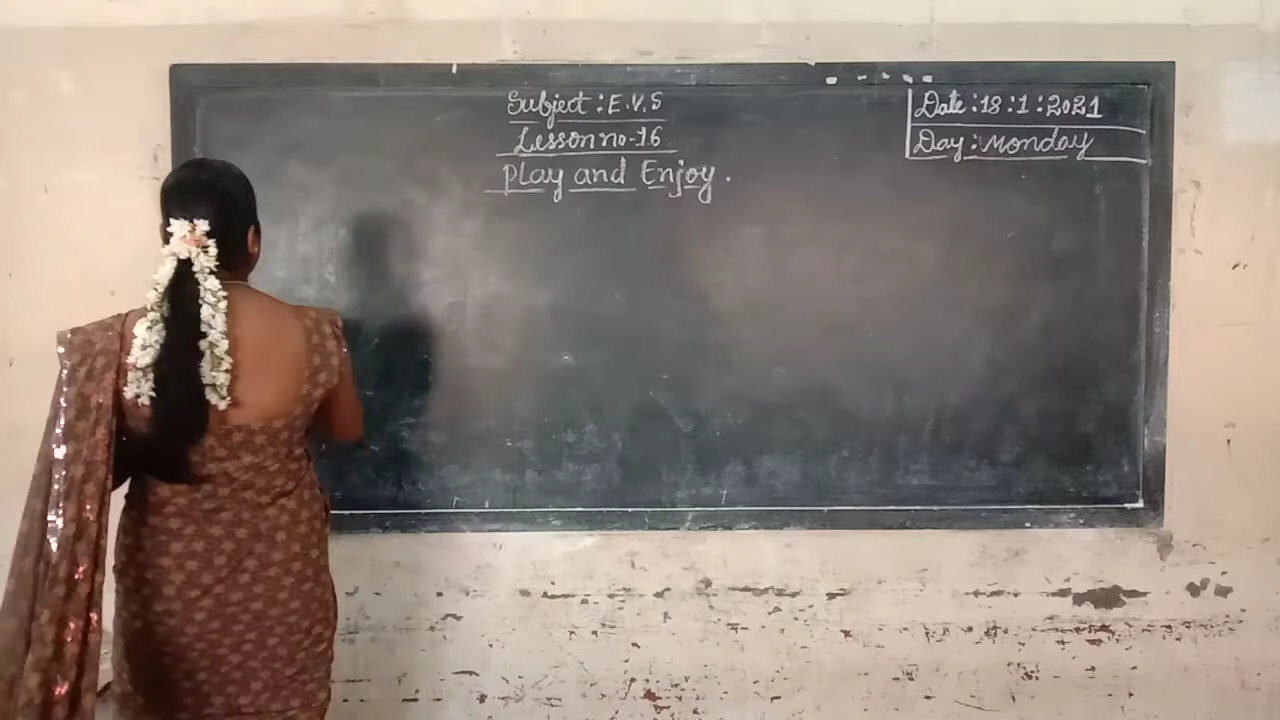 Subject : E.V.S
Lesson no-16
Play and Enjoy .
Date : 18 : 1 : 2021
Day : Monday